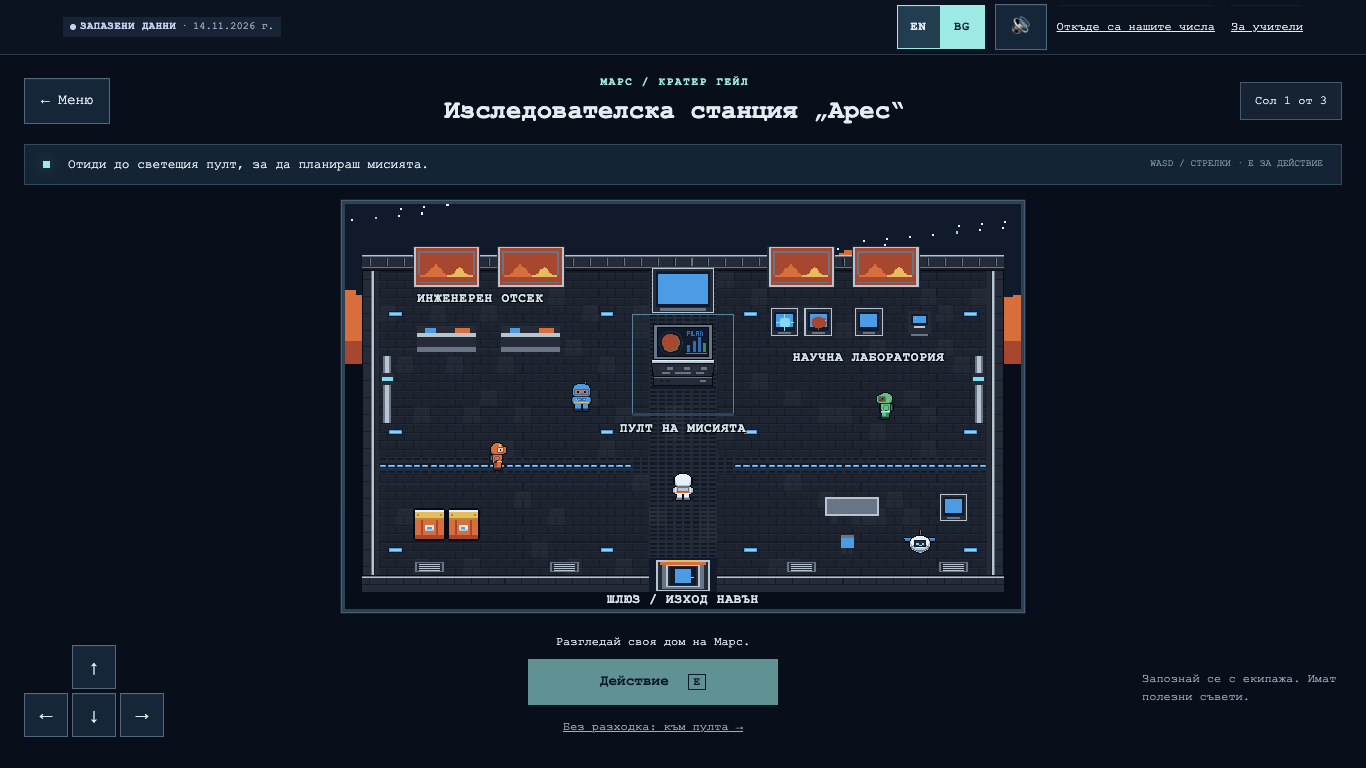 ЗАПАЗЕНИ ДАННИ · 14.11.2026 г.
EN BG
Откъде са нашите числа
За учители
← Меню
МАРС / КРАТЕР ГЕЙЛ
Изследователска станция „Арес“
Сол 1 от 3
Отиди до светещия пулт, за да планираш мисията.
WASD / СТРЕЛКИ · E ЗА ДЕЙСТВИЕ
ИНЖЕНЕРЕН ОТСЕК
PLAN
НАУЧНА ЛАБОРАТОРИЯ
ПУЛТ НА МИСИЯТА
ШЛЮЗ / ИЗХОД НАВЪН
Разгледай своя дом на Марс.
Действие E
Без разходка: към пулта →
↑
← ↓ →
Запознай се с екипажа. Имат
полезни съвети.